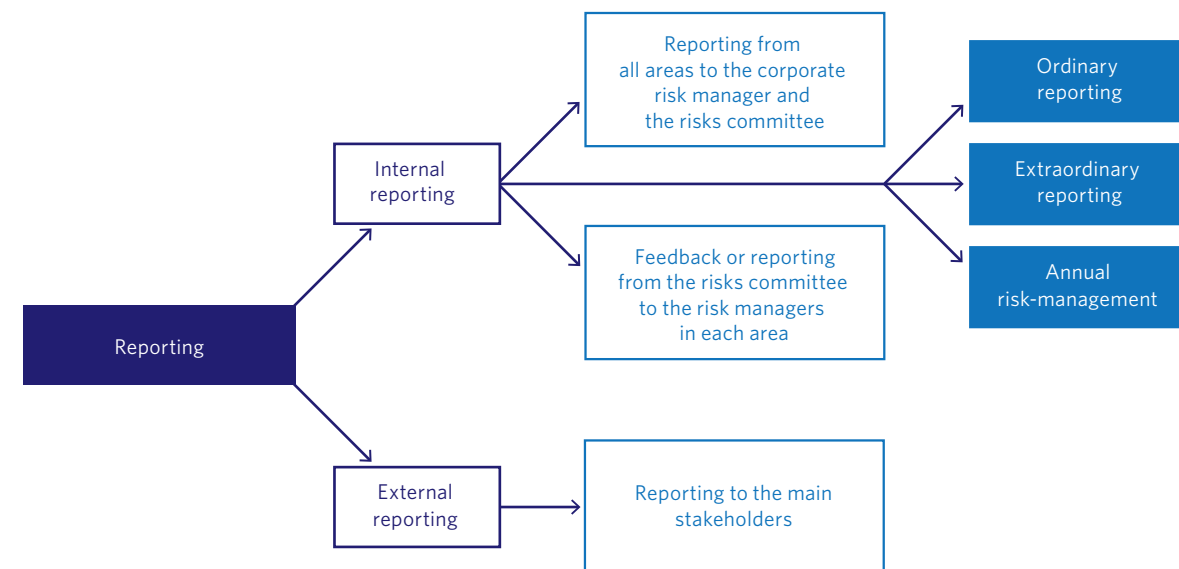 Reporting
Internal
reporting
External
reporting
Reporting from
all areas to the corporate
risk manager and
the risks committee
Feedback or reporting
from the risks committee
to the risk managers
in each area
Reporting to the main
stakeholders
Ordinary
reporting
Extraordinary
reporting
Annual
risk-management